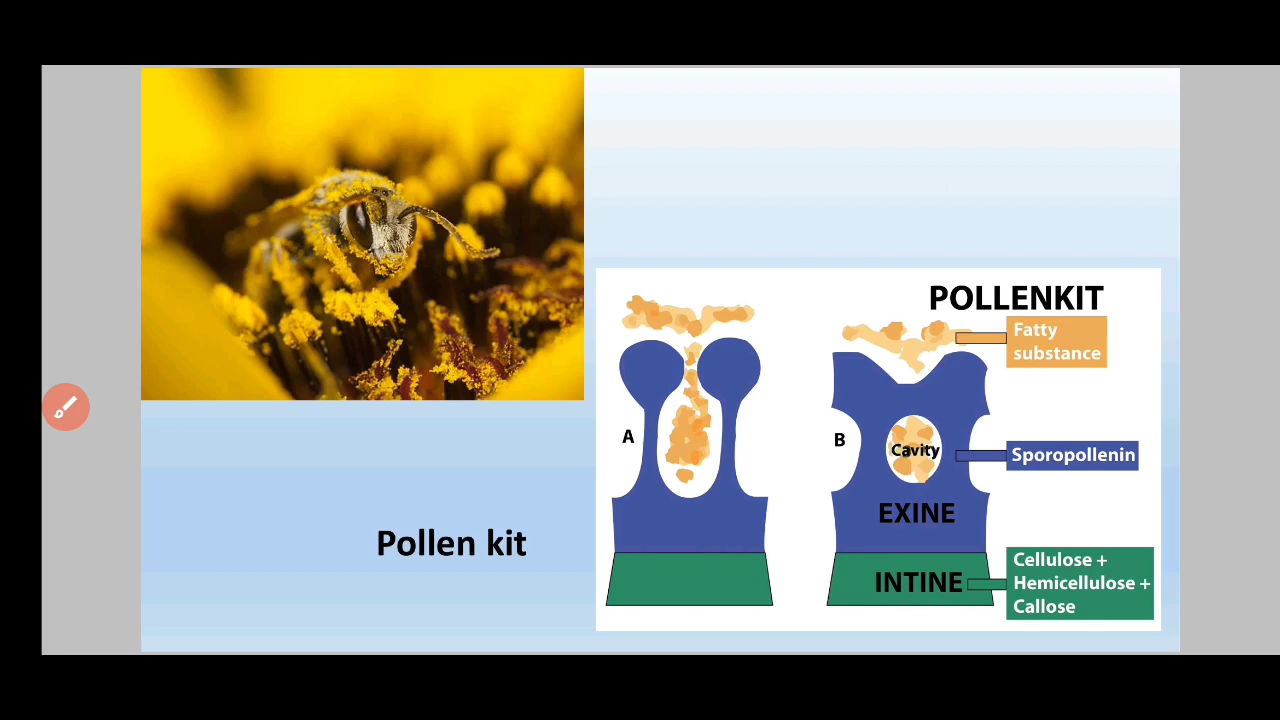 POLLENKIT
Fatty
substance
A
B
Cavity
Sporopollenin
EXINE
Pollen kit
INTINE
Cellulose +
Hemicellulose +
Callose